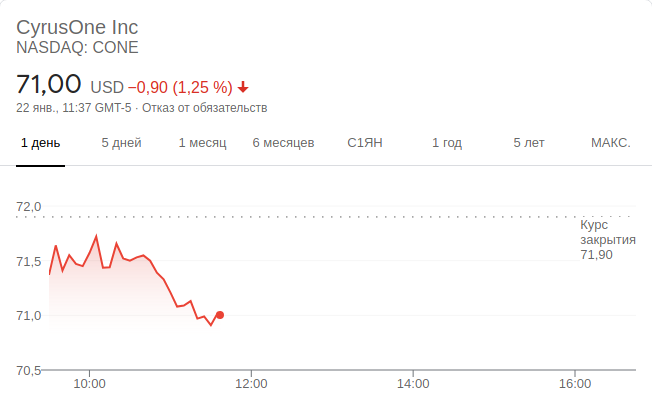 CyrusOne Inc
NASDAQ: CONE
71,00 USD −0,90 (1,25 %)
22 янв., 11:37 GMT-5 · Отказ от обязательств
1 день 5 дней 1 месяц 6 месяцев С1ЯН 1 год 5 лет МАКС.
72,0
Курс
закрытия
71,90
71,5
71,0
70,5
10:00 12:00 14:00 16:00